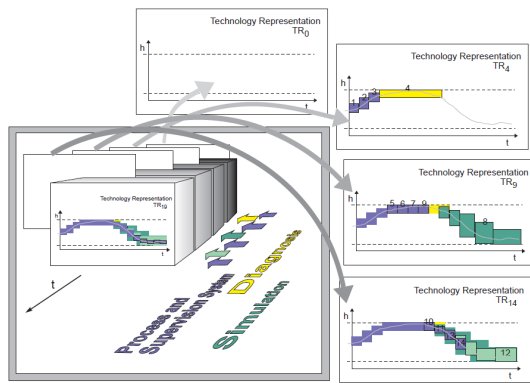 Technology Representation
TR0
h
t
Technology Representation
TR4
h
1 2 3 4
t
Technology Representation
TR9
h
5 6 7 9
8
t
Technology Representation
TR19
h
t
t
Process and
Supervision System
Simulation
Diagnosis
Technology Representation
TR14
h
10
12
t